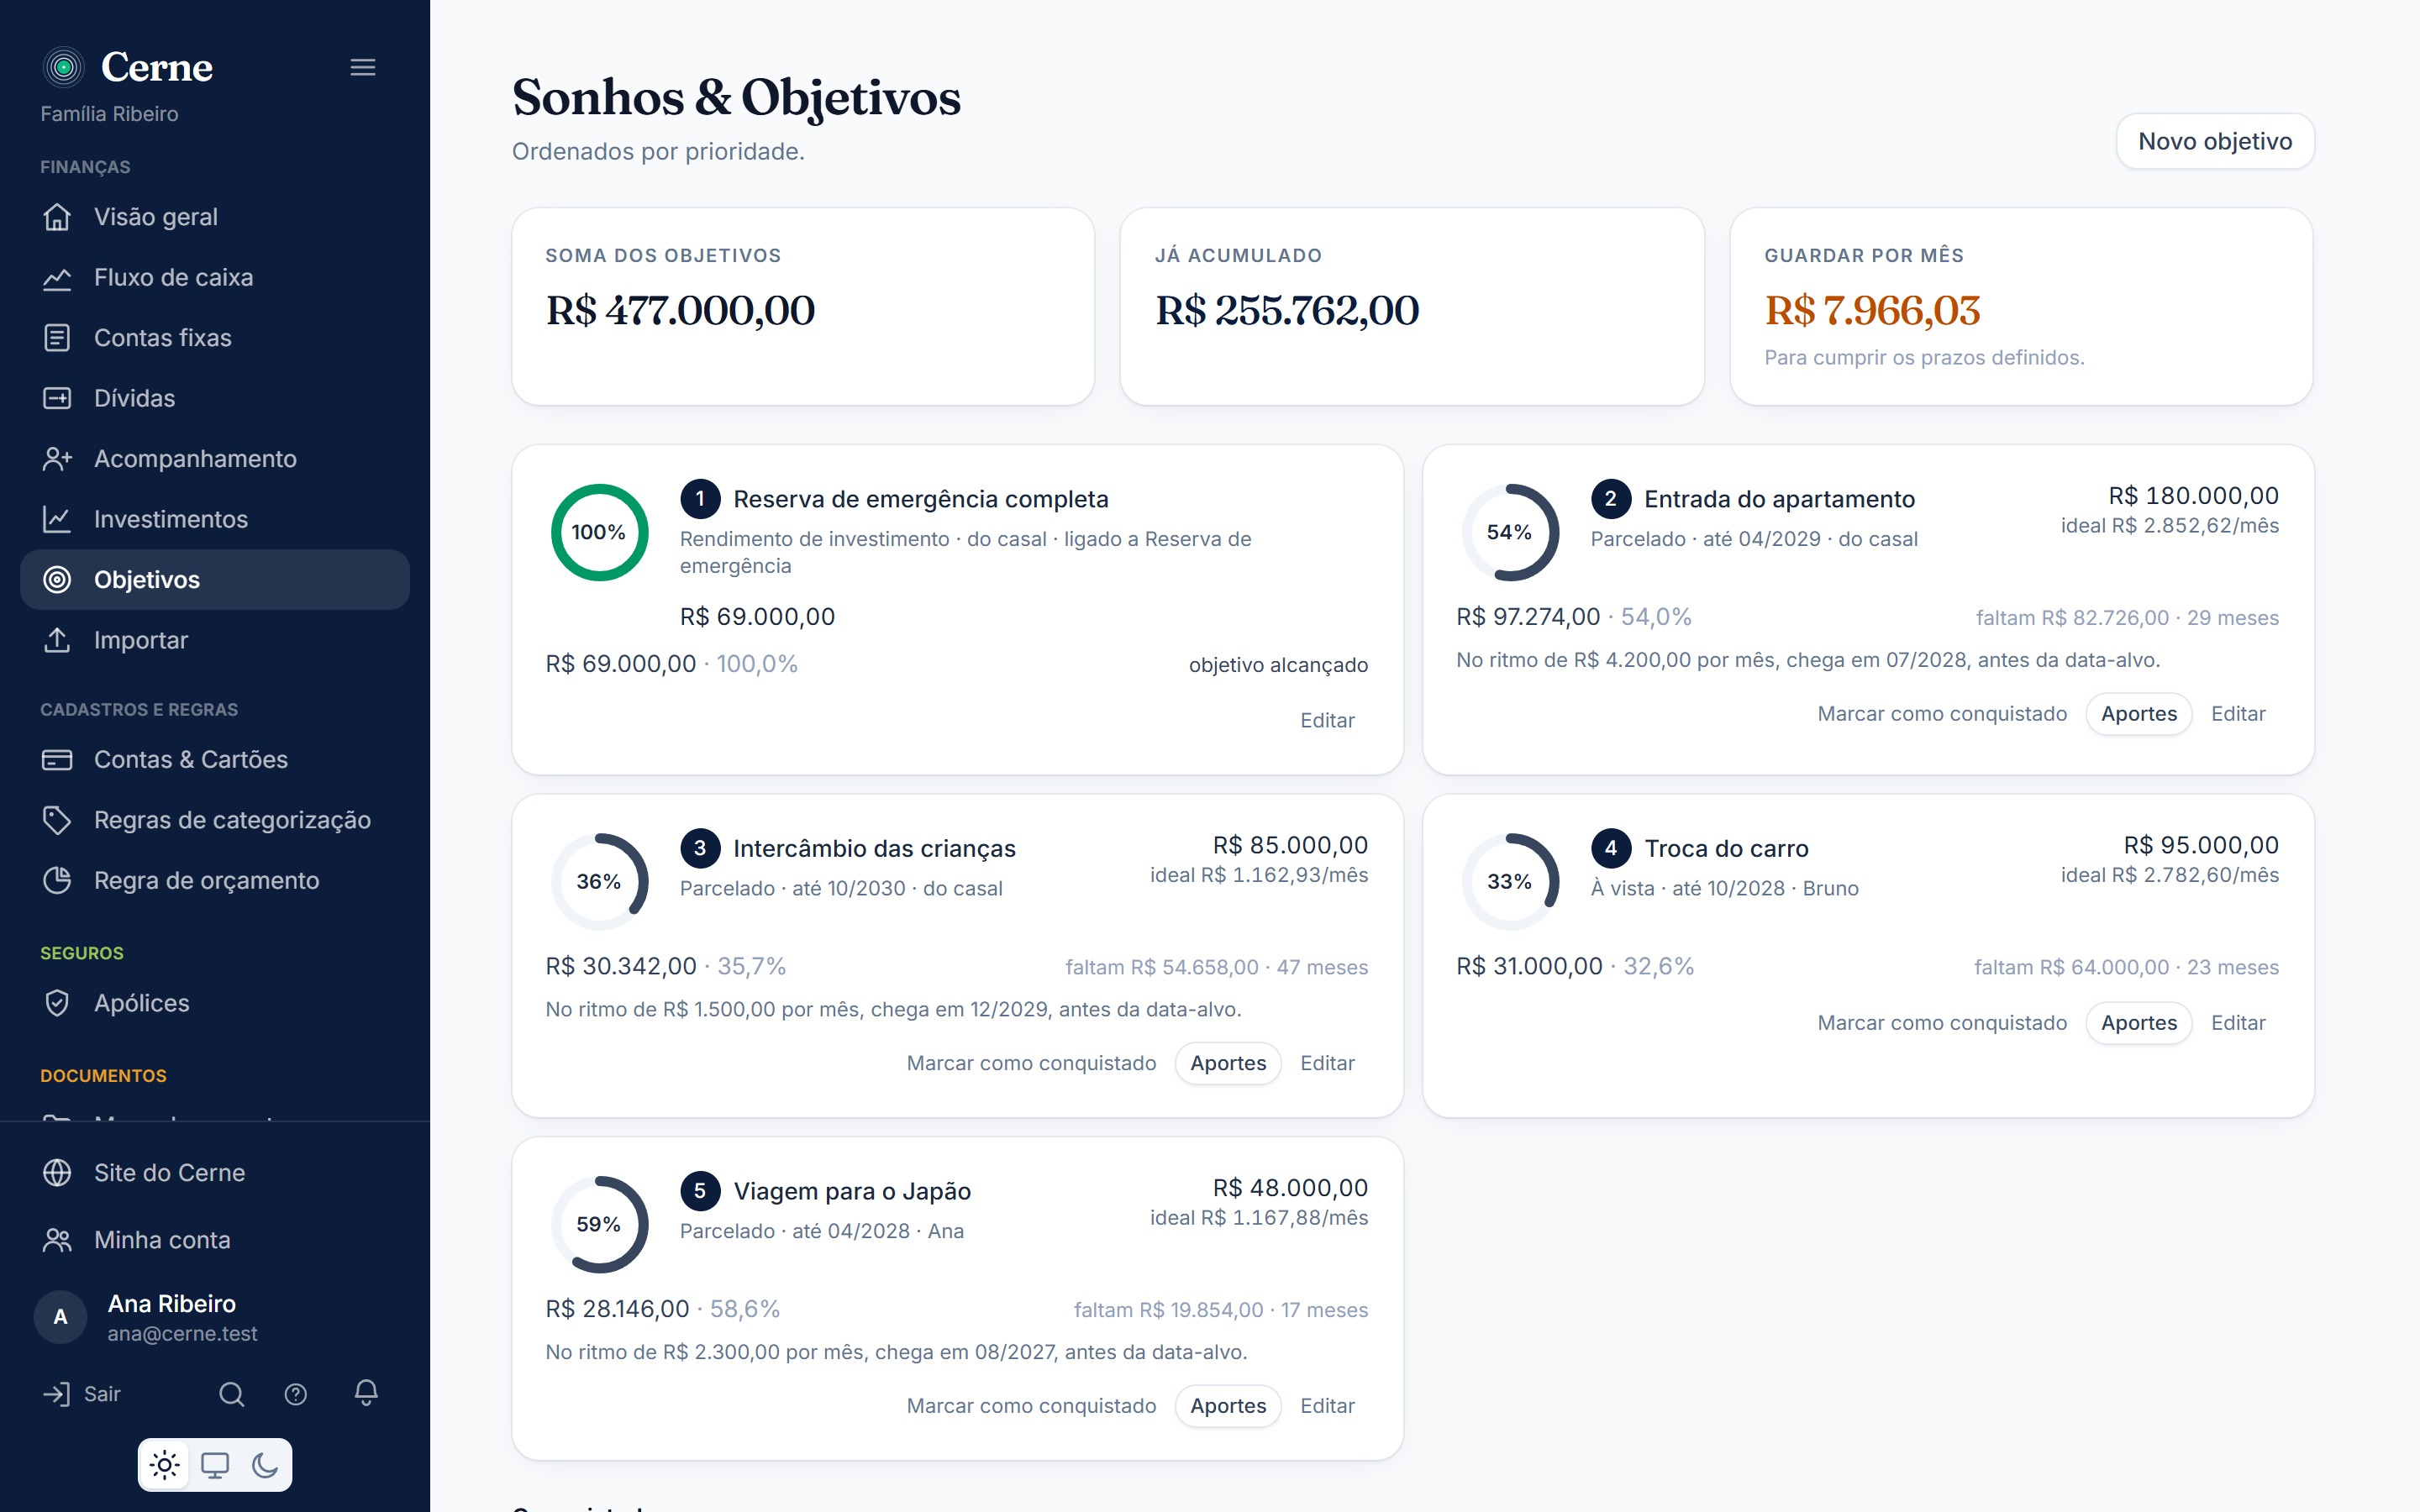 Cerne
Família Ribeiro
FINANÇAS
Visão geral
Fluxo de caixa
Contas fixas
Dívidas
Acompanhamento
Investimentos
Objetivos
Importar
CADASTROS E REGRAS
Contas & Cartões
Regras de categorização
Regra de orçamento
SEGUROS
Apólices
DOCUMENTOS
Site do Cerne
Minha conta
A
Ana Ribeiro
ana@cerne.test
Sair
Sonhos & Objetivos
Ordenados por prioridade.
Novo objetivo
SOMA DOS OBJETIVOS
R$ 477.000,00
JÁ ACUMULADO
R$ 255.762,00
GUARDAR POR MÊS
R$ 7.966,03
Para cumprir os prazos definidos.
100%
1 Reserva de emergência completa
Rendimento de investimento · do casal · ligado a Reserva de
emergência
R$ 69.000,00
R$ 69.000,00 · 100,0%
objetivo alcançado
Editar
54%
2 Entrada do apartamento
R$ 180.000,00
Parcelado · até 04/2029 · do casal
ideal R$ 2.852,62/mês
R$ 97.274,00 · 54,0%
faltam R$ 82.726,00 · 29 meses
No ritmo de R$ 4.200,00 por mês, chega em 07/2028, antes da data-alvo.
Marcar como conquistado Aportes Editar
36%
3 Intercâmbio das crianças
R$ 85.000,00
Parcelado · até 10/2030 · do casal
ideal R$ 1.162,93/mês
R$ 30.342,00 · 35,7%
faltam R$ 54.658,00 · 47 meses
No ritmo de R$ 1.500,00 por mês, chega em 12/2029, antes da data-alvo.
Marcar como conquistado Aportes Editar
33%
4 Troca do carro
R$ 95.000,00
À vista · até 10/2028 · Bruno
ideal R$ 2.782,60/mês
R$ 31.000,00 · 32,6%
faltam R$ 64.000,00 · 23 meses
Marcar como conquistado Aportes Editar
59%
5 Viagem para o Japão
R$ 48.000,00
Parcelado · até 04/2028 · Ana
ideal R$ 1.167,88/mês
R$ 28.146,00 · 58,6%
faltam R$ 19.854,00 · 17 meses
No ritmo de R$ 2.300,00 por mês, chega em 08/2027, antes da data-alvo.
Marcar como conquistado Aportes Editar